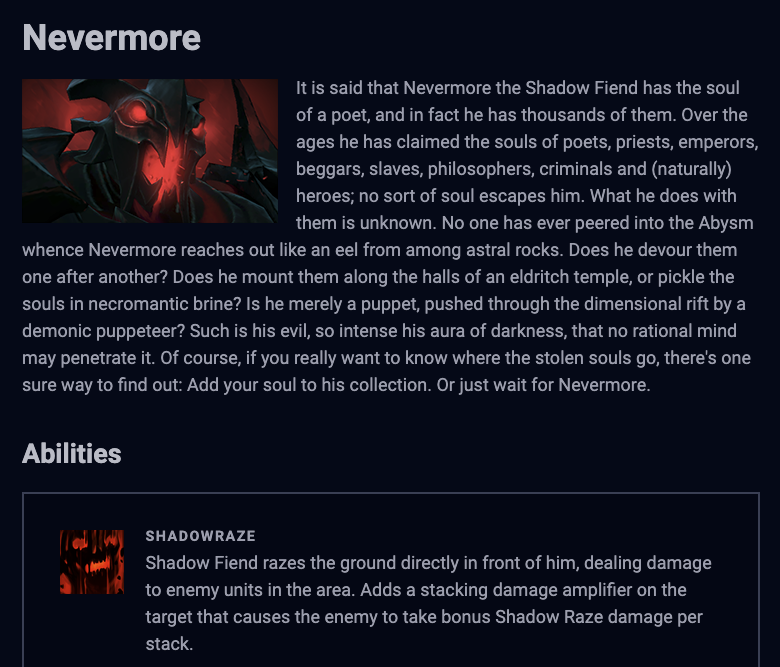 Nevermore
It is said that Nevermore the Shadow Fiend has the soul
of a poet, and in fact he has thousands of them. Over the
ages he has claimed the souls of poets, priests, emperors,
beggars, slaves, philosophers, criminals and (naturally)
heroes; no sort of soul escapes him. What he does with
them is unknown. No one has ever peered into the Abysm
whence Nevermore reaches out like an eel from among astral rocks. Does he devour them
one after another? Does he mount them along the halls of an eldritch temple, or pickle the
souls in necromantic brine? Is he merely a puppet, pushed through the dimensional rift by a
demonic puppeteer? Such is his evil, so intense his aura of darkness, that no rational mind
may penetrate it. Of course, if you really want to know where the stolen souls go, there's one
sure way to find out: Add your soul to his collection. Or just wait for Nevermore.
Abilities
SHADOWRAZE
Shadow Fiend razes the ground directly in front of him, dealing damage
to enemy units in the area. Adds a stacking damage amplifier on the
target that causes the enemy to take bonus Shadow Raze damage per
stack.